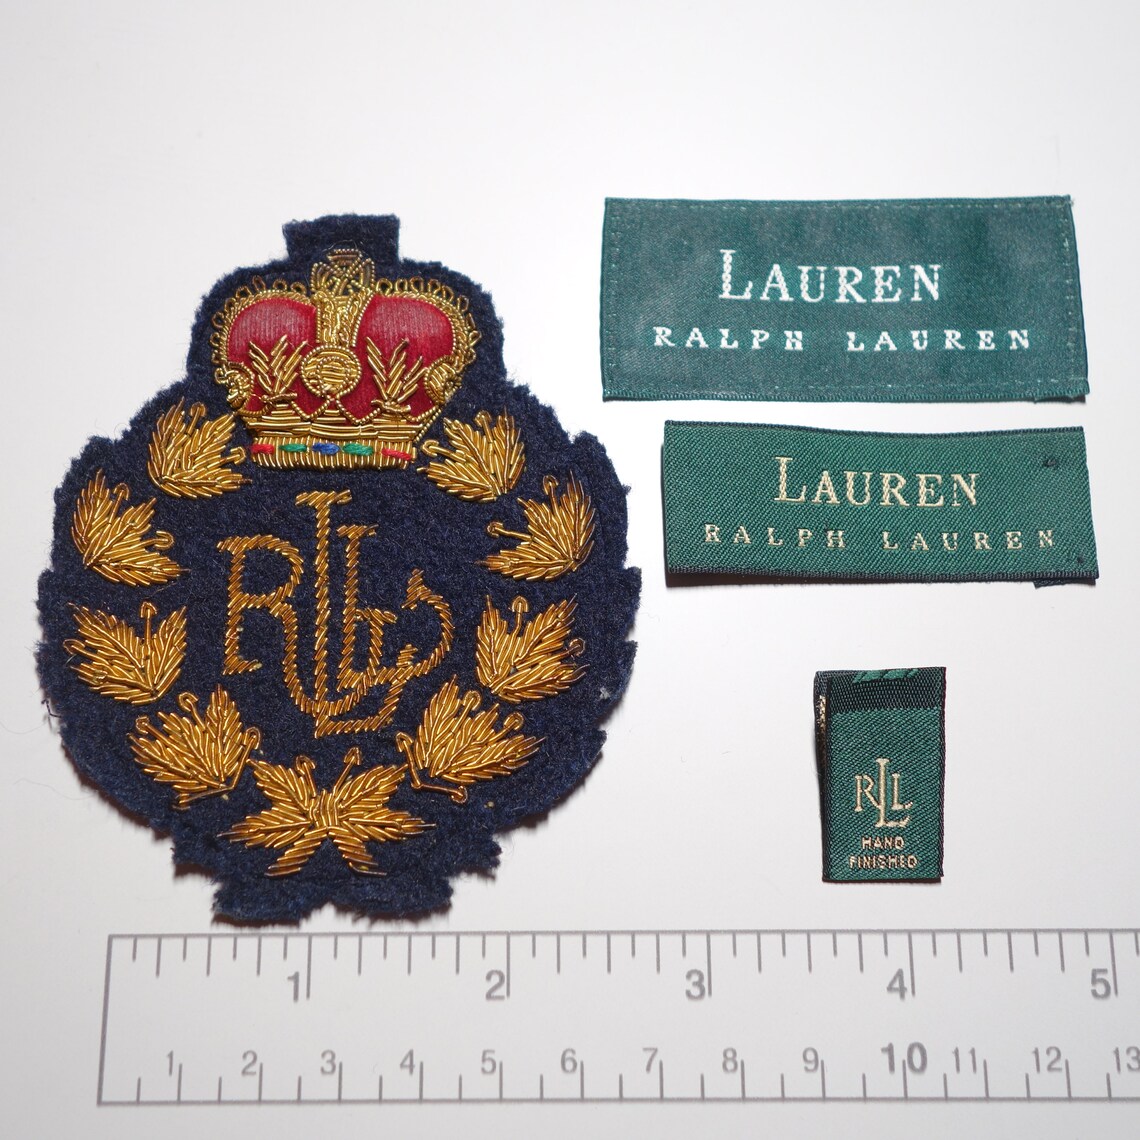 LAUREN
RALPH LAUREN
LAUREN
RALPH LAUREN
RLL
RLL
HAND
FINISHED
1 2 3 4 5
1 2 3 4 5 6 7 8 9 10 11 12 13